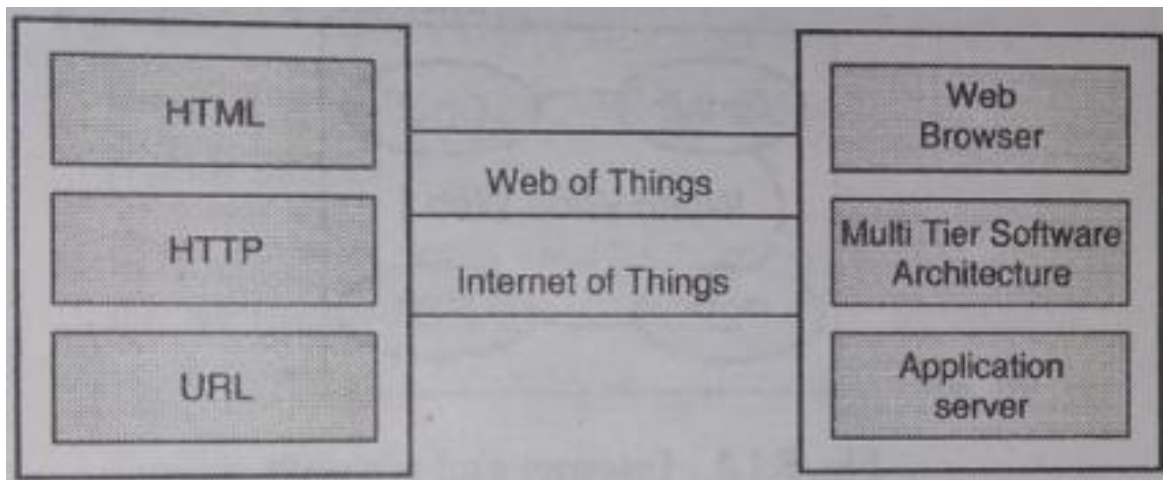 HTML
HTTP
URL
Web of Things
Internet of Things
Web
Browser
Multi Tier Software
Architecture
Application
server